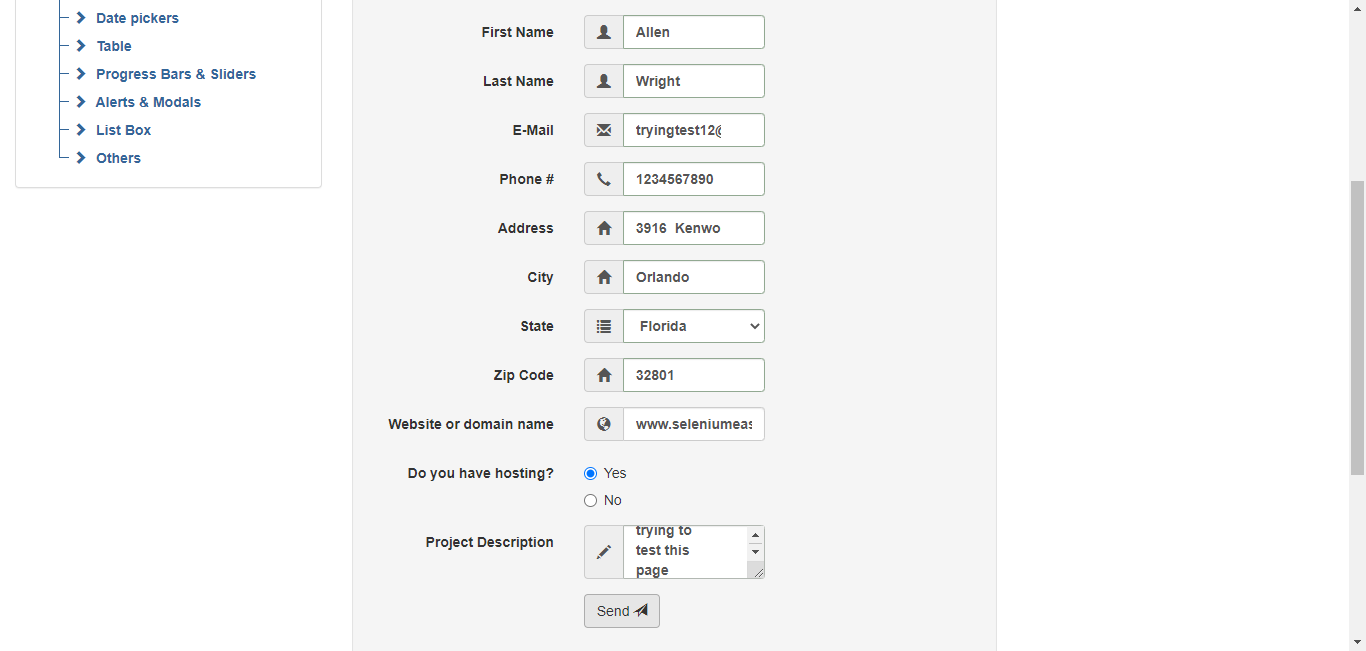 Date pickers
Table
Progress Bars & Sliders
Alerts & Modals
List Box
Others
First Name Allen
Last Name Wright
E-Mail tryingtest12@
Phone # 1234567890
Address 3916  Kenwo
City Orlando
State Florida
Zip Code 32801
Website or domain name www.seleniumeas
Do you have hosting? Yes
No
Project Description trying to
test this
page
Send